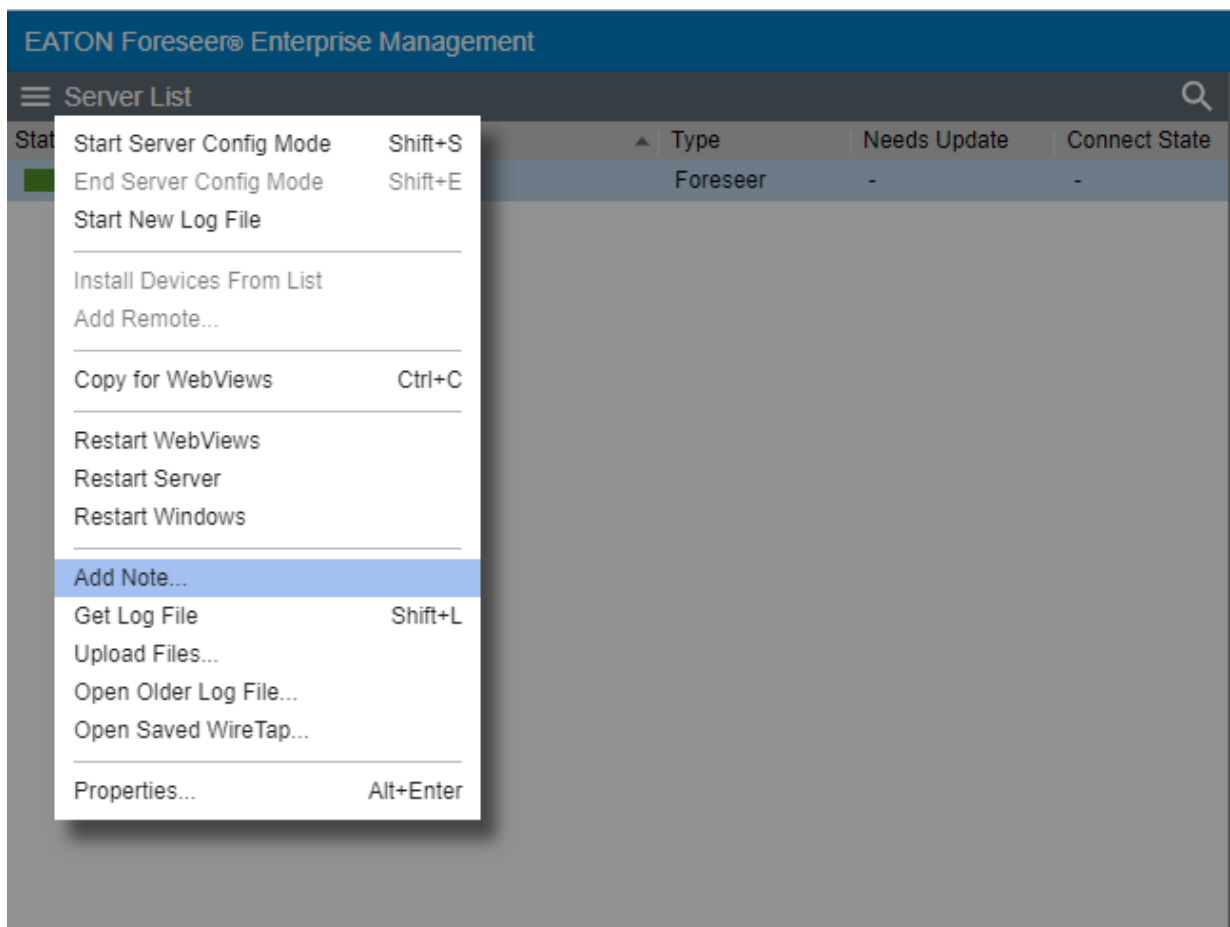 EATON Foreseer® Enterprise Management
Server List
Stat Type Needs Update Connect State
Foreseer - -
Start Server Config Mode Shift+S
End Server Config Mode Shift+E
Start New Log File
Install Devices From List
Add Remote...
Copy for WebViews Ctrl+C
Restart WebViews
Restart Server
Restart Windows
Add Note...
Get Log File Shift+L
Upload Files...
Open Older Log File...
Open Saved WireTap...
Properties... Alt+Enter